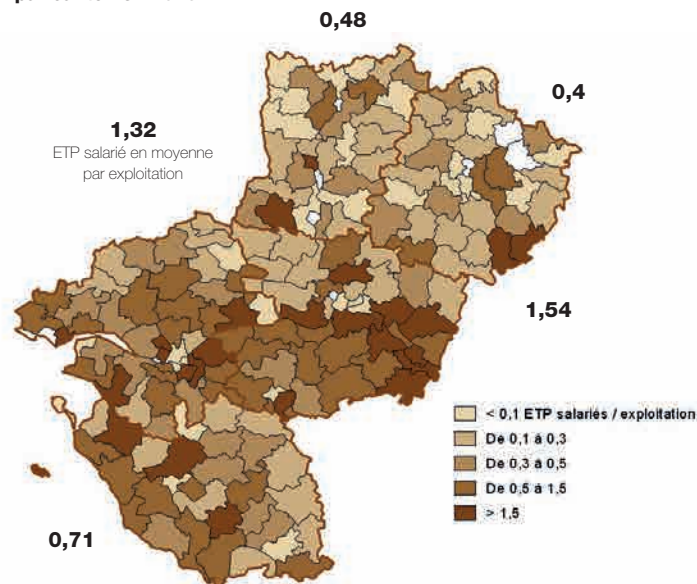 0,48
0,4
1,32
ETP salarié en moyenne
par exploitation
1,54
< 0,1 ETP salariés / exploitation
De 0,1 à 0,3
De 0,3 à 0,5
De 0,5 à 1,5
> 1,5
0,71